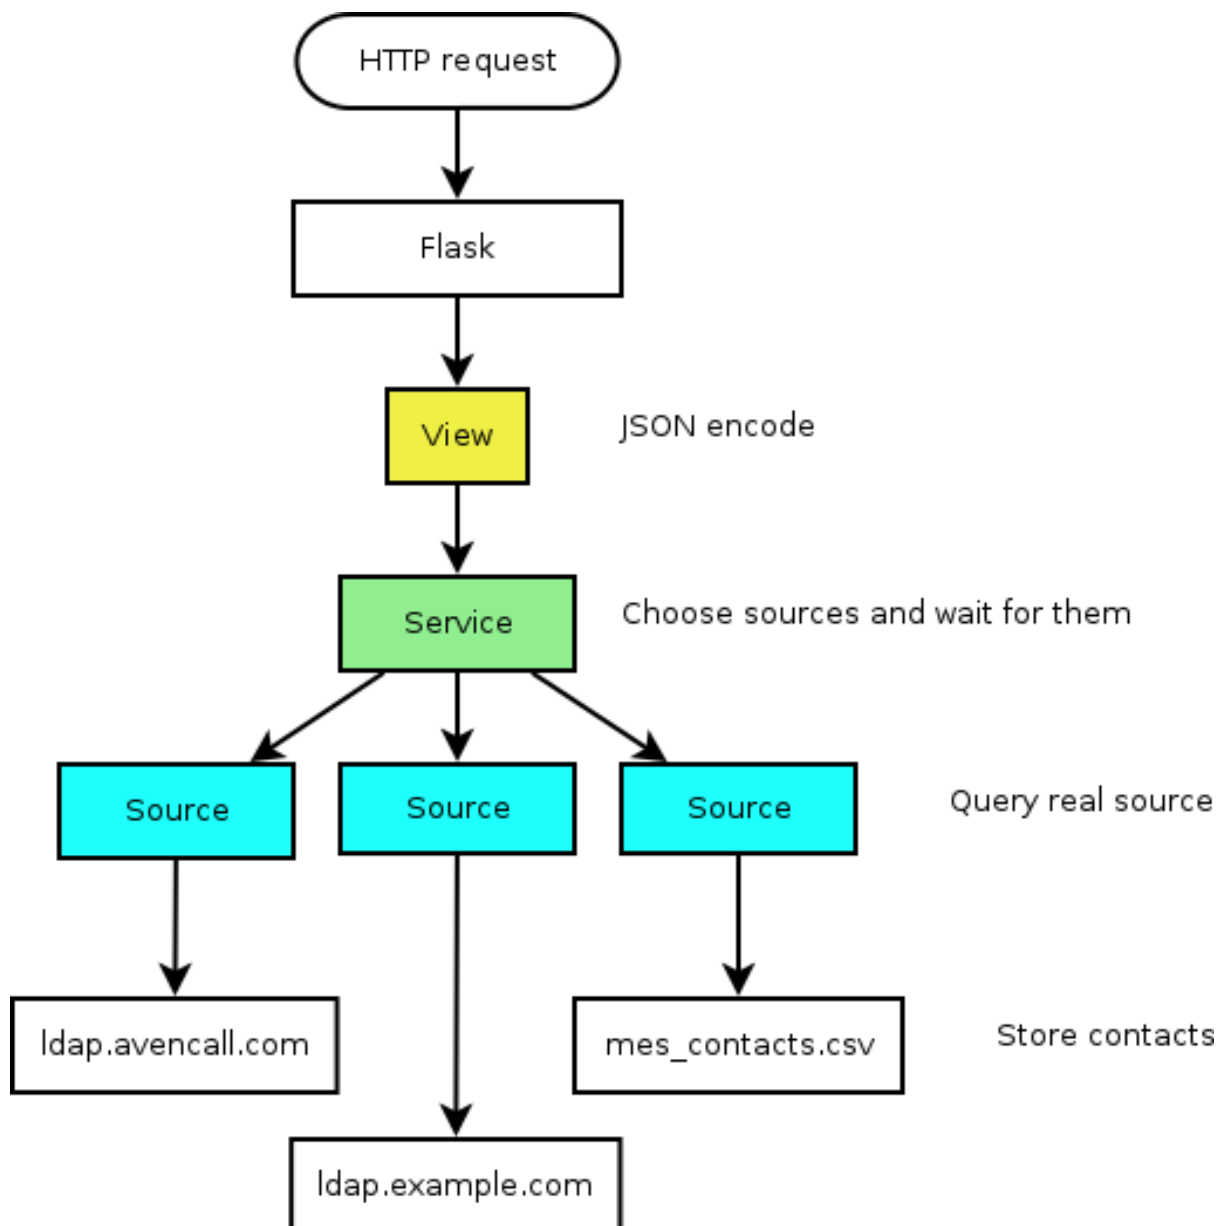 HTTP request
Flask
View
JSON encode
Service
Choose sources and wait for them
Source
Source
Source
Query real source
ldap.avencall.com
mes_contacts.csv
Store contacts
ldap.example.com